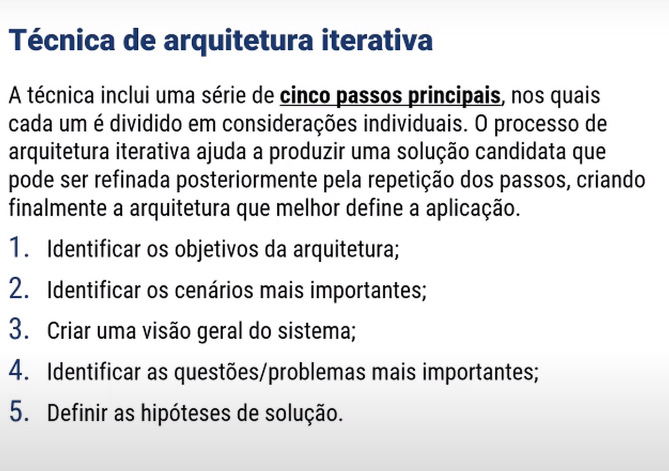 Técnica de arquitetura iterativa
A técnica inclui uma série de cinco passos principais, nos quais
cada um é dividido em considerações individuais. O processo de
arquitetura iterativa ajuda a produzir uma solução candidata que
pode ser refinada posteriormente pela repetição dos passos, criando
finalmente a arquitetura que melhor define a aplicação.
1. Identificar os objetivos da arquitetura;
2. Identificar os cenários mais importantes;
3. Criar uma visão geral do sistema;
4. Identificar as questões/problemas mais importantes;
5. Definir as hipóteses de solução.